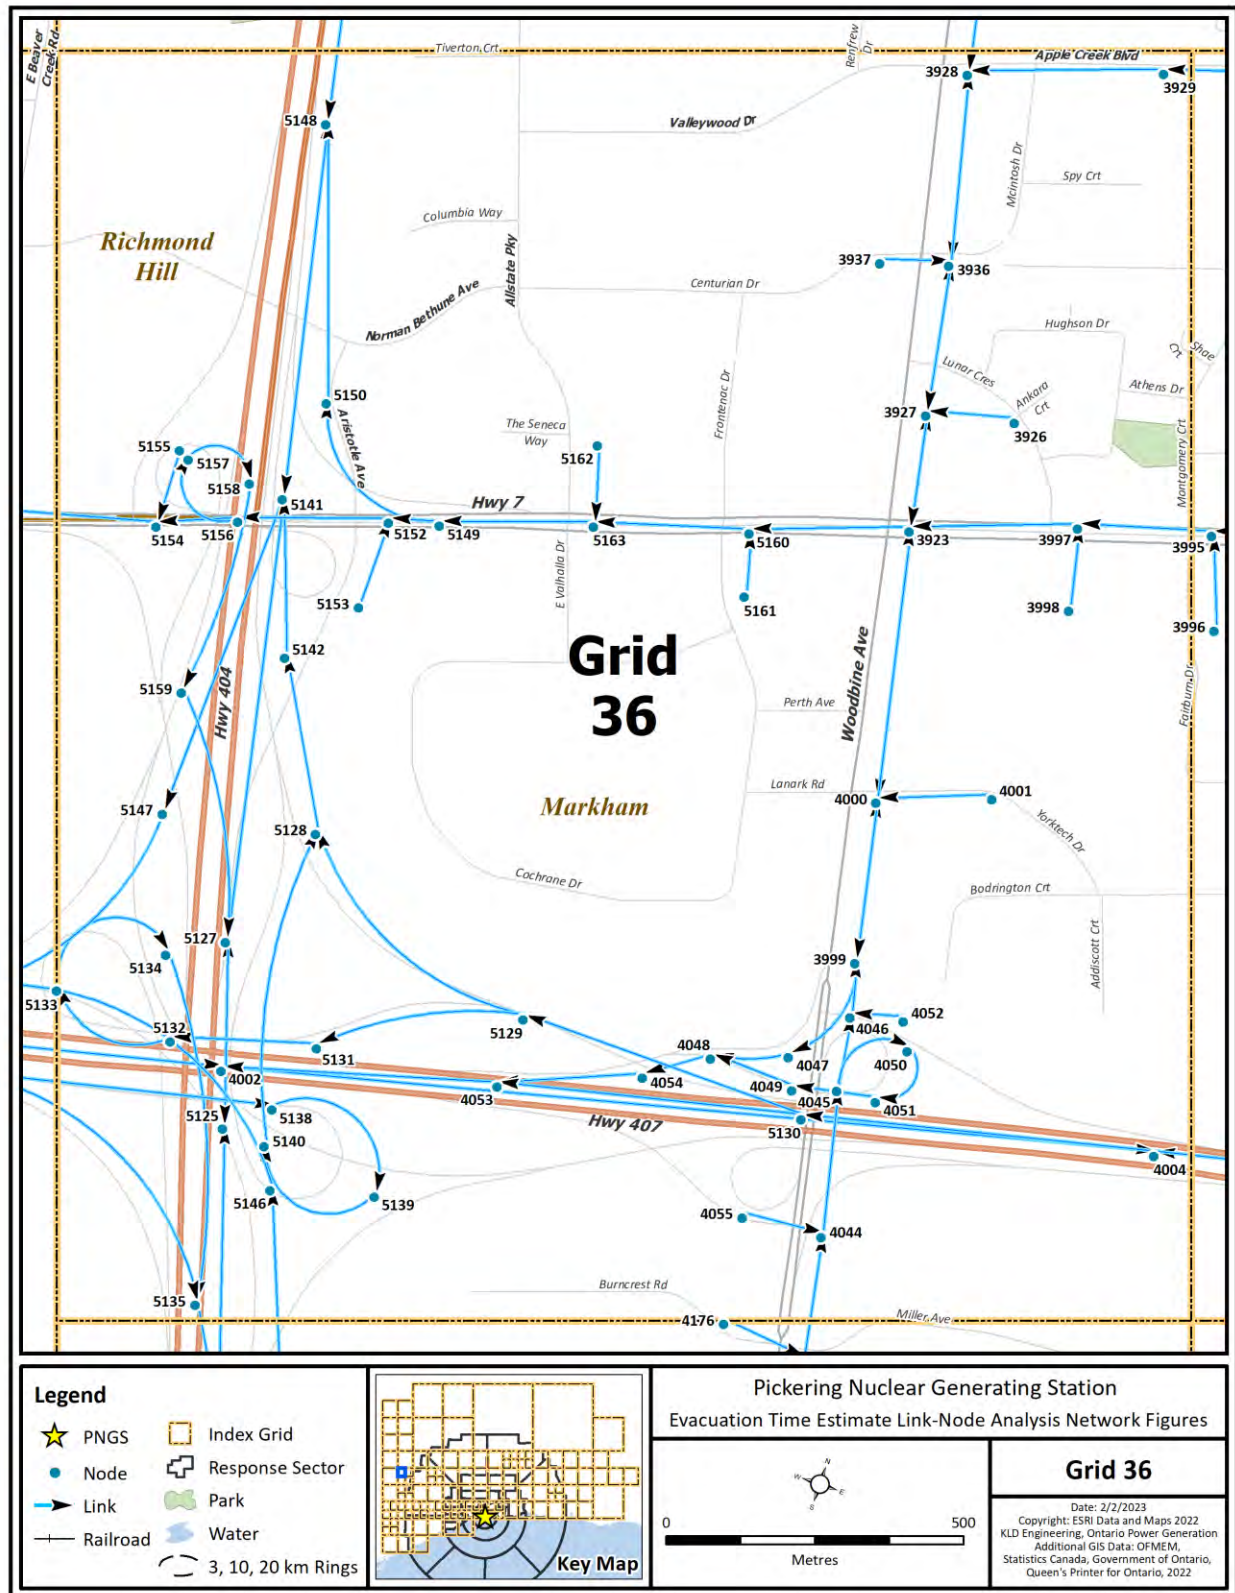 E Beaver
Creek Rd
Tiverton Crt
Renfrew
Dr
Apple Creek Blvd
3928
3929
5148
Valleywood Dr
Mcintosh Dr
Spy Crt
Columbia Way
Richmond
Hill
Allstate Pky
3937
3936
Centurian Dr
Norman Bethune Ave
Hughson Dr
Shae
Crt
Lunar Cres
Ankara
Crt
Athens Dr
Frontenac Dr
5150
Aristotle Ave
3927
3926
Montgomery Crt
The Seneca
Way
5155
5157
5162
5158
5141
Hwy 7
5154
5156
5152
5149
5163
5160
3923
3997
3995
E Valhalla Dr
5153
5161
3998
3996
5142
Grid
36
Woodbine Ave
5159
Hwy 404
Perth Ave
Fairburn Dr
Lanark Rd
4001
4000
5147
Markham
5128
Yorktech Dr
Cochrane Dr
Bodrington Crt
5127
Addiscott Crt
5134
3999
5133
5132
5129
4052
4046
4048
4047
4050
5131
4002
4054
4049
4045
4051
4053
5138
5125
Hwy 407
5130
5140
4004
5146
5139
4055
4044
Burncrest Rd
5135
4176
Miller Ave
Legend
PNGS
Node
Link
Railroad
Index Grid
Response Sector
Park
Water
3, 10, 20 km Rings
Key Map
Pickering Nuclear Generating Station
Evacuation Time Estimate Link-Node Analysis Network Figures
N
W
E
S
0
500
Metres
Grid 36
Date: 2/2/2023
Copyright: ESRI Data and Maps 2022
KLD Engineering, Ontario Power Generation
Additional GIS Data: OFMEM,
Statistics Canada, Government of Ontario,
Queen's Printer for Ontario, 2022